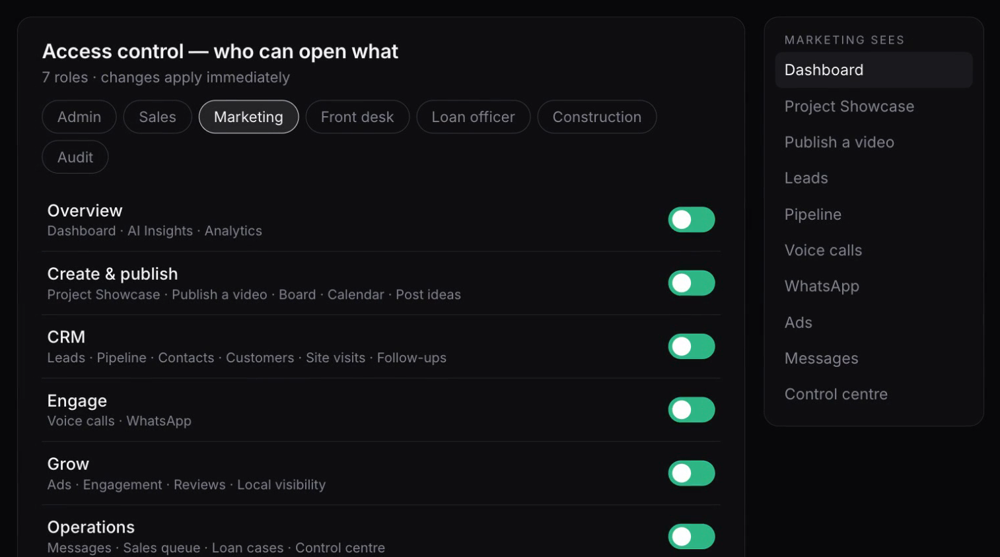 Access control — who can open what
7 roles · changes apply immediately
Admin Sales Marketing Front desk Loan officer Construction
Audit
Overview
Dashboard · AI Insights · Analytics
Create & publish
Project Showcase · Publish a video · Board · Calendar · Post ideas
CRM
Leads · Pipeline · Contacts · Customers · Site visits · Follow-ups
Engage
Voice calls · WhatsApp
Grow
Ads · Engagement · Reviews · Local visibility
Operations
Messages · Sales queue · Loan cases · Control centre
MARKETING SEES
Dashboard
Project Showcase
Publish a video
Leads
Pipeline
Voice calls
WhatsApp
Ads
Messages
Control centre